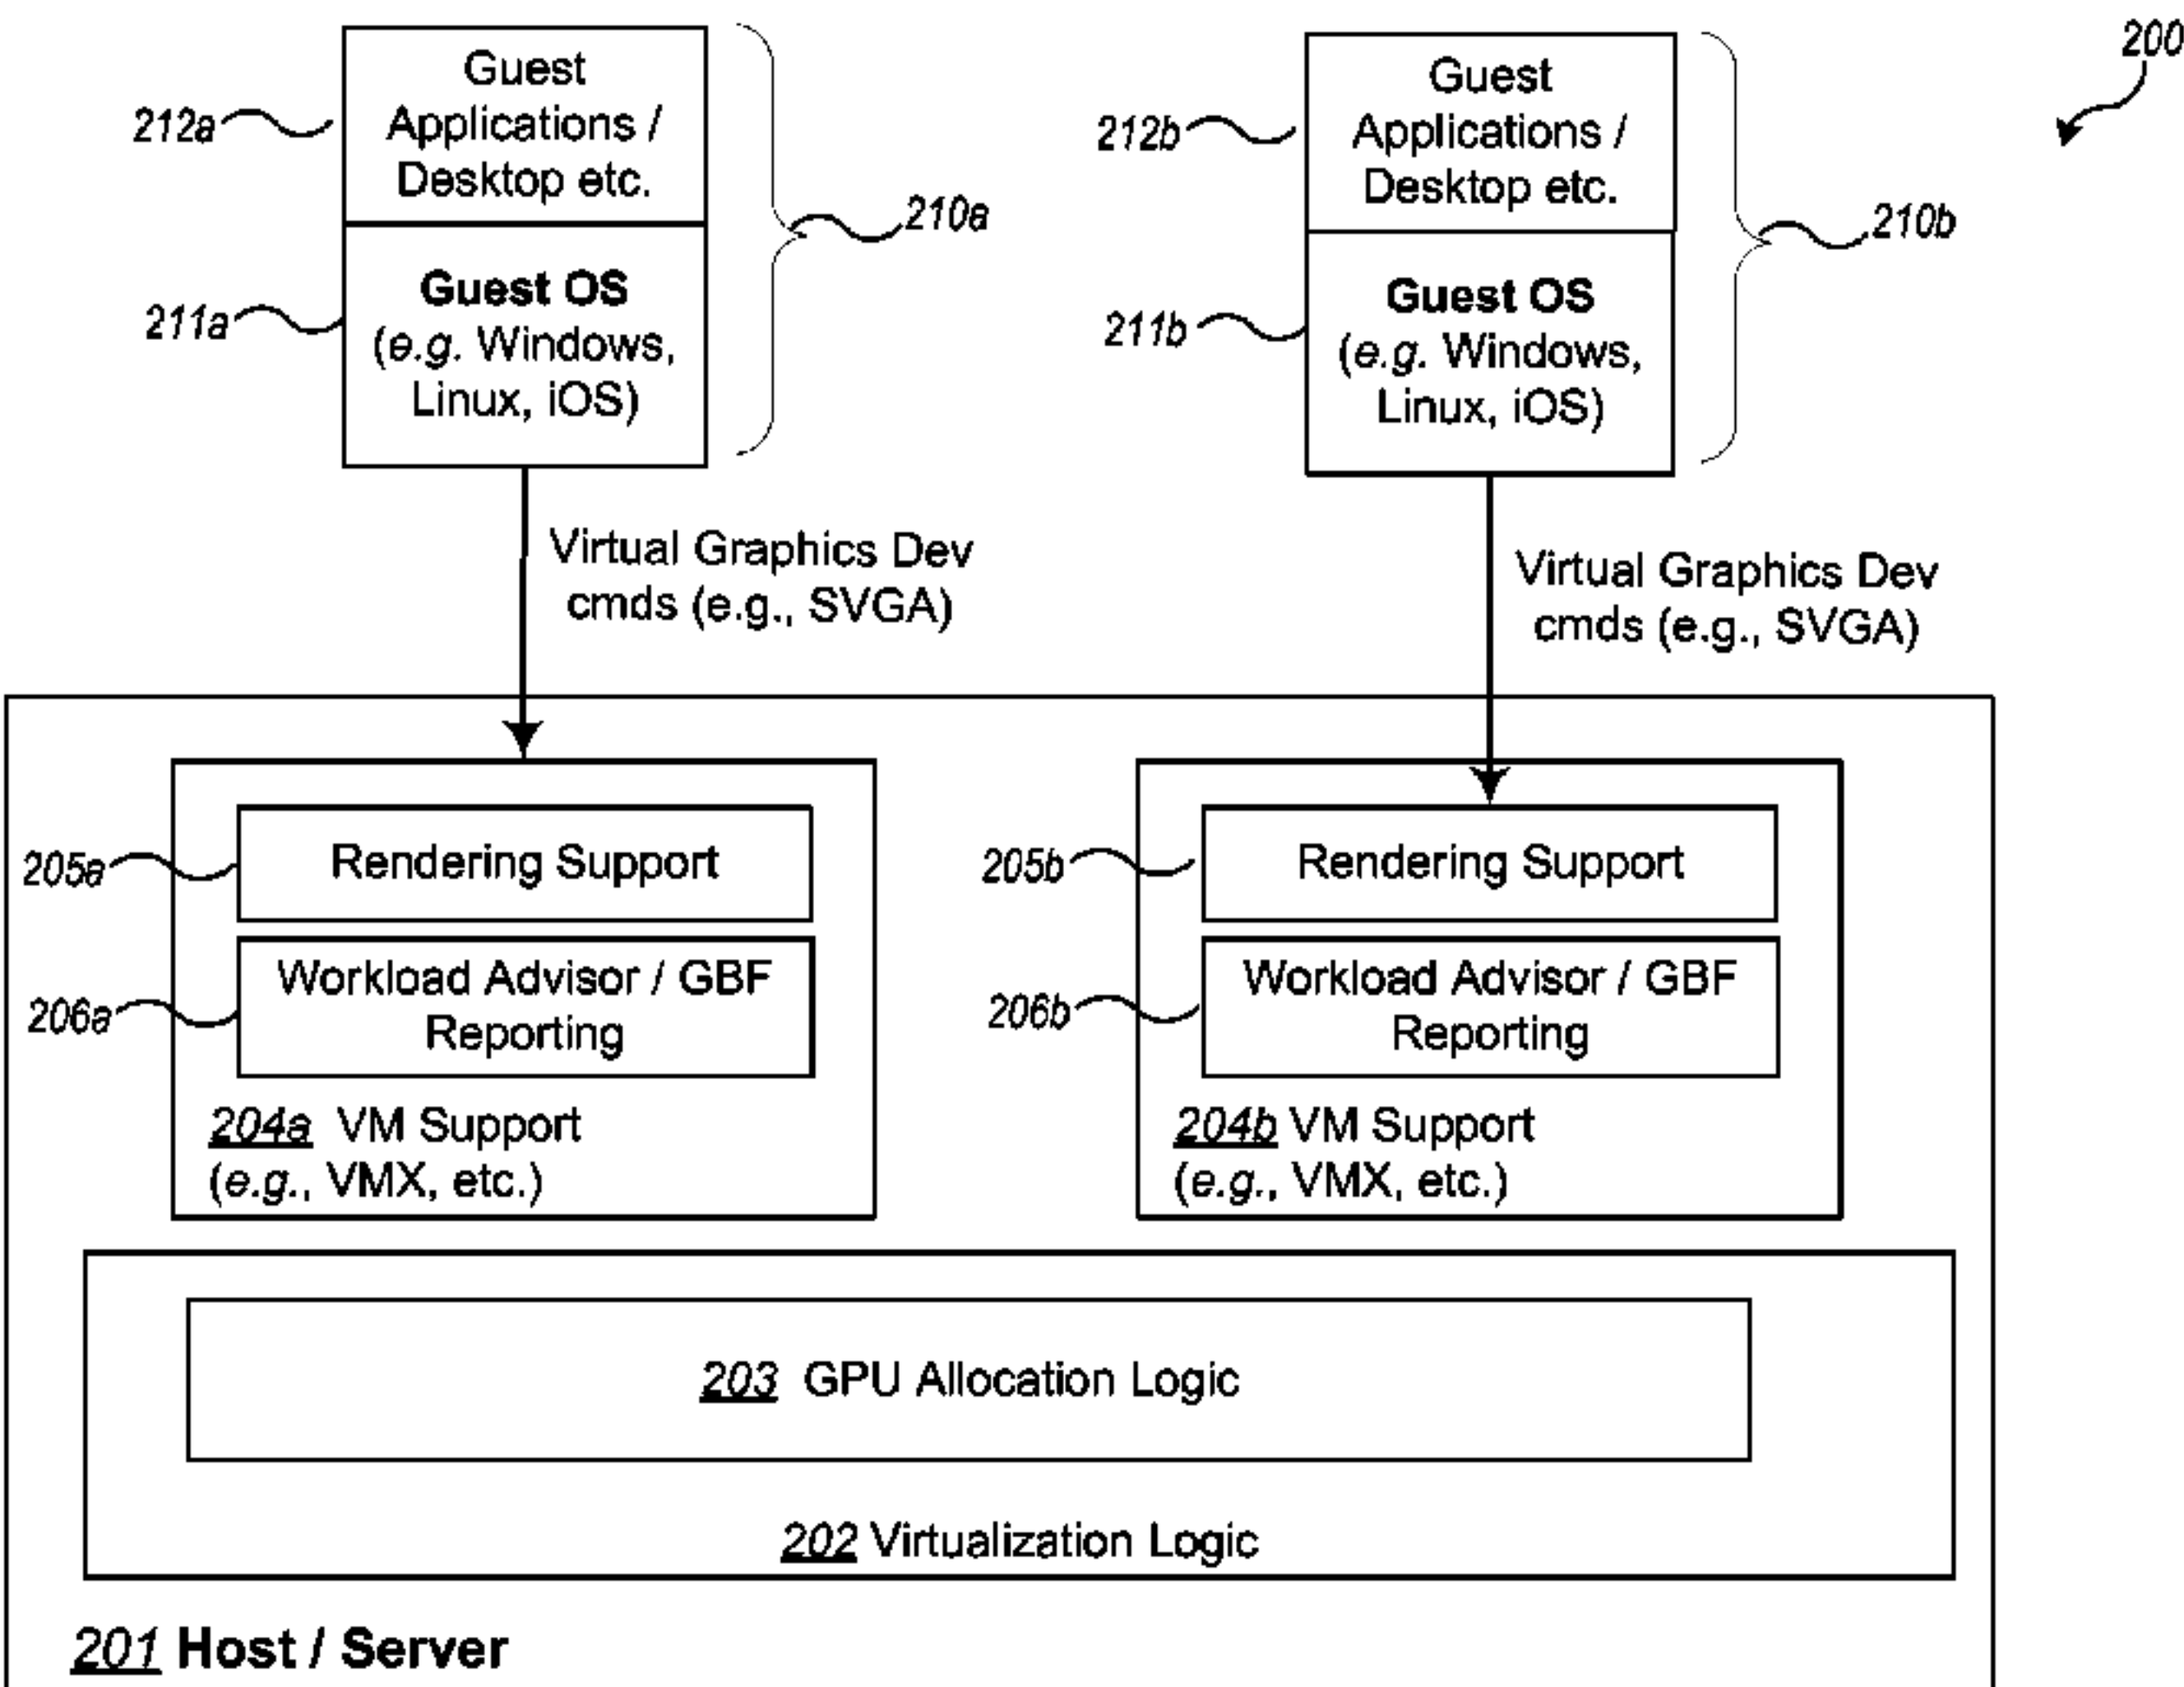 200
Guest
Applications /
Desktop etc.
212a
210a
Guest OS
(e.g. Windows,
Linux, iOS)
211a
Guest
Applications /
Desktop etc.
212b
210b
Guest OS
(e.g. Windows,
Linux, iOS)
211b
Virtual Graphics Dev
cmds (e.g., SVGA)
Virtual Graphics Dev
cmds (e.g., SVGA)
205a
Rendering Support
206a
Workload Advisor / GBF
Reporting
204a VM Support
(e.g., VMX, etc.)
205b
Rendering Support
206b
Workload Advisor / GBF
Reporting
204b VM Support
(e.g., VMX, etc.)
203 GPU Allocation Logic
202 Virtualization Logic
201 Host / Server